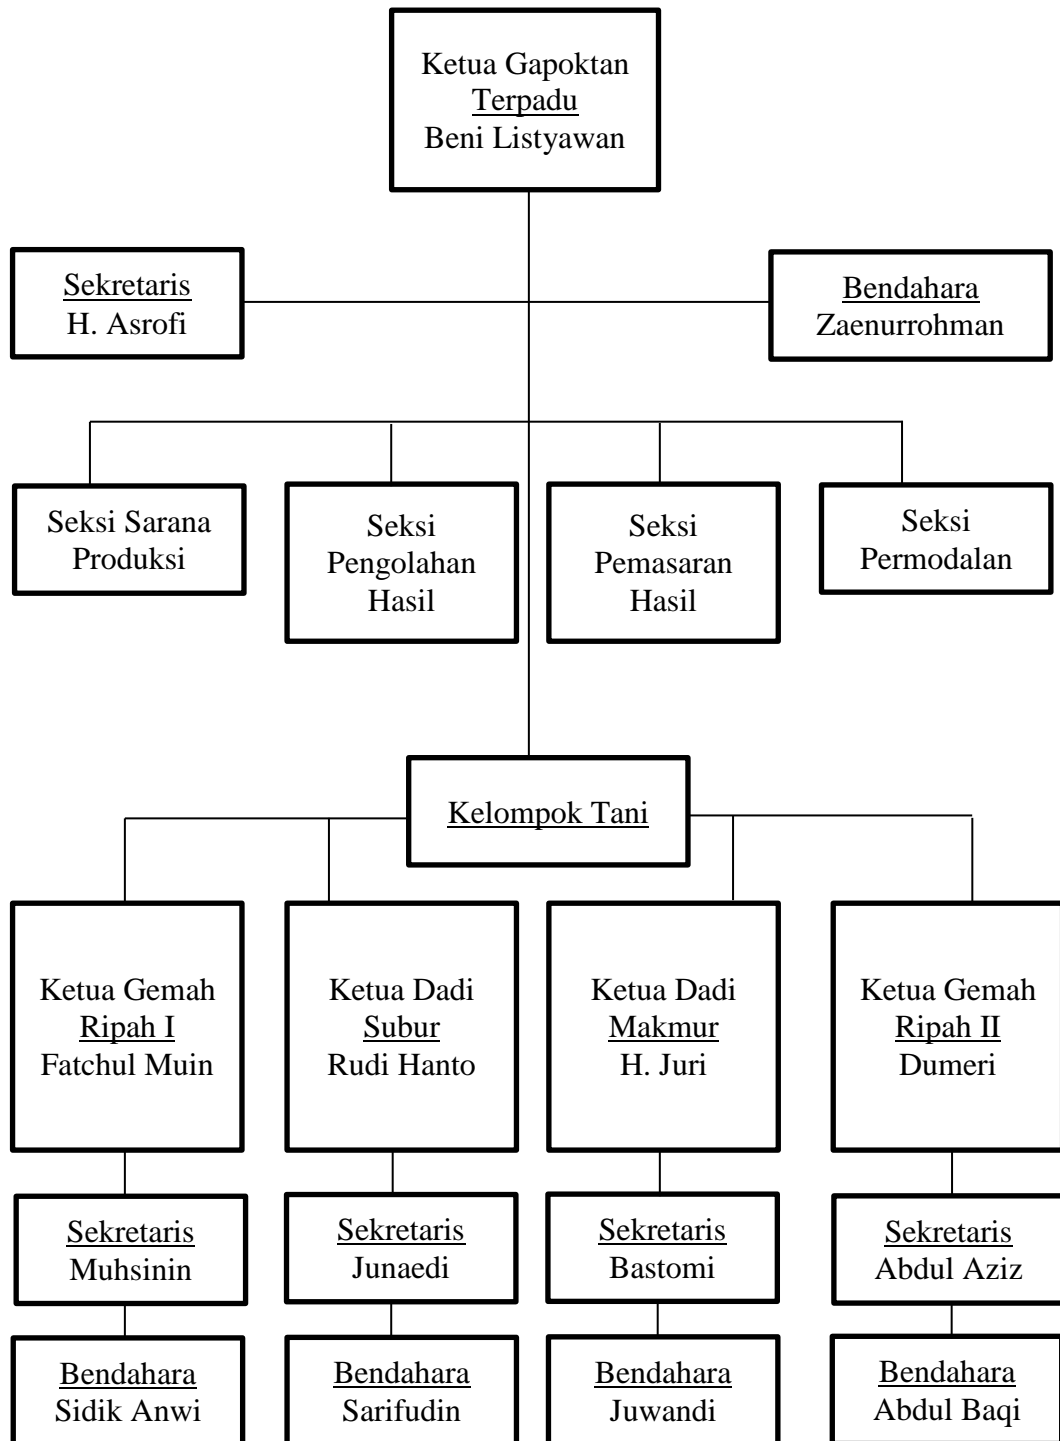 Ketua Gapoktan
Terpadu
Beni Listyawan
Sekretaris
H. Asrofi
Bendahara
Zaenurrohman
Seksi Sarana
Produksi
Seksi
Pengolahan
Hasil
Seksi
Pemasaran
Hasil
Seksi
Permodalan
Kelompok Tani
Ketua Gemah
Ripah I
Fatchul Muin
Ketua Dadi
Subur
Rudi Hanto
Ketua Dadi
Makmur
H. Juri
Ketua Gemah
Ripah II
Dumeri
Sekretaris
Muhsinin
Sekretaris
Junaedi
Sekretaris
Bastomi
Sekretaris
Abdul Aziz
Bendahara
Sidik Anwi
Bendahara
Sarifudin
Bendahara
Juwandi
Bendahara
Abdul Baqi